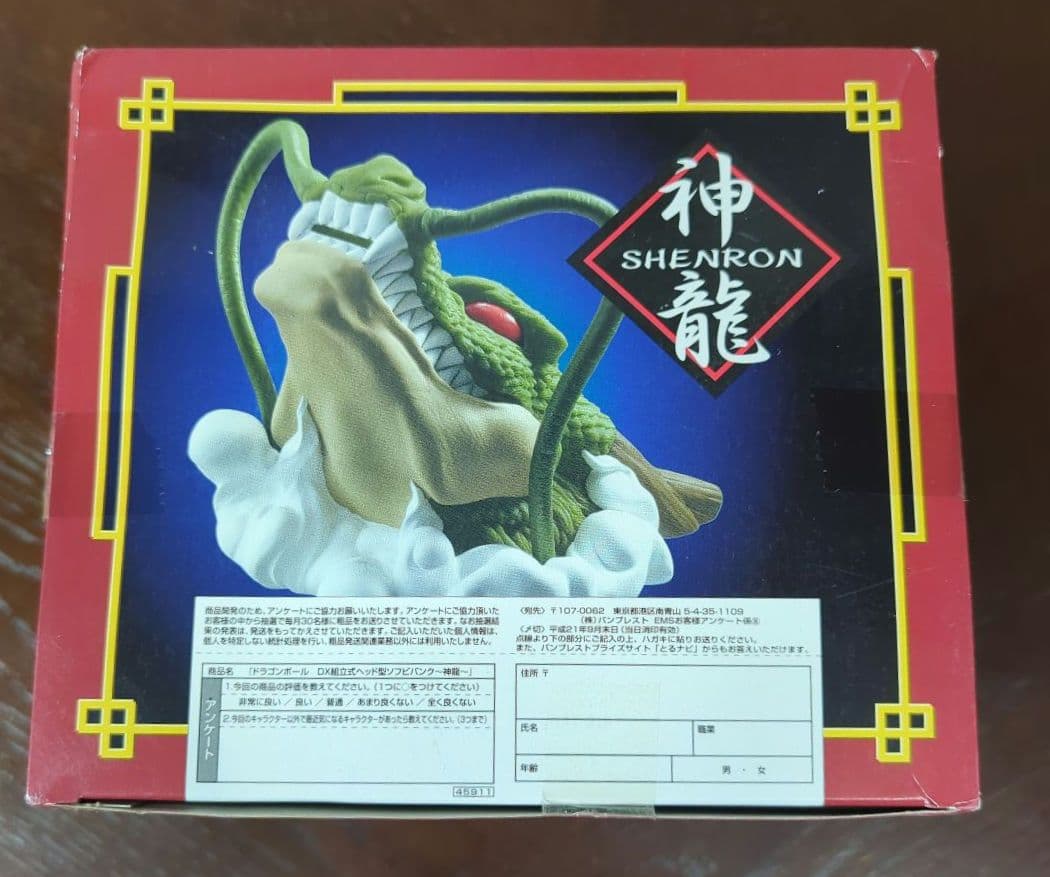 神
SHENRON
龍
商品開発のため、アンケートにご協力お願いいたします。アンケートにご協力頂いた
お客様の中から抽選で毎月30名様に粗品をお送りさせていただきます。なお抽選結
果の発表は、発送をもってかえさせていただきます。ご記入いただいた個人情報は、
個人を特定しない統計処理を行い、粗品発送関連業務以外には利用いたしません。
〈宛先〉〒107-0062 東京都港区南青山 5-4-35-1109
(株)バンプレスト EMSお客様アンケート係
〈〆切〉平成21年9月末日(当日消印有効)
点線より下の部分にご記入の上、ハガキに貼りお送りください。
また、バンプレストプライズサイト「とるナビ」からもお答えいただけます。
商品名 「ドラゴンボール DX組立式ヘッド型ソフビバンク〜神龍〜」
アンケート
1.今回の商品の評価を教えてください。(1つに○をつけてください)
非常に良い / 良い / 普通 / あまり良くない / 全く良くない
2.今回のキャラクター以外で最近気になるキャラクターがあったら教えてください。(3つまで)
45911
住所 〒
氏名
職業
年齢
男 ・ 女